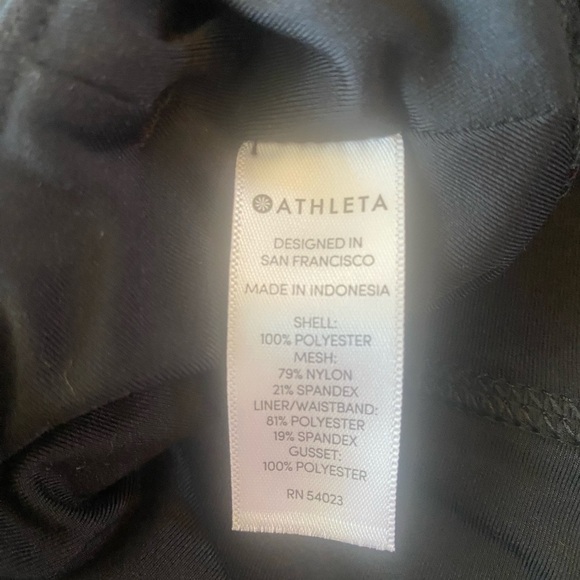 ATHLETA
DESIGNED IN
SAN FRANCISCO
MADE IN INDONESIA
SHELL:
100% POLYESTER
MESH:
79% NYLON
21% SPANDEX
LINER/WAISTBAND:
81% POLYESTER
19% SPANDEX
GUSSET:
100% POLYESTER
RN 54023